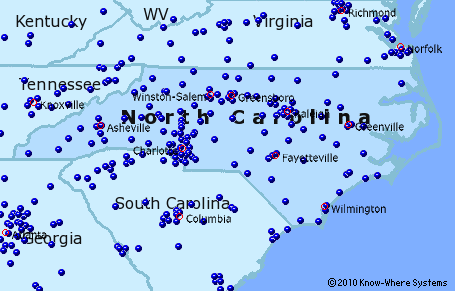 WV
Kentucky
Virginia
Richmond
Norfolk
Tennessee
Knoxville
Winston-Salem
Greensboro
North Carolina
Raleigh
Asheville
Greenville
Charlotte
Fayetteville
South Carolina
Columbia
Wilmington
Atlanta
Georgia
©2010 Know-Where Systems